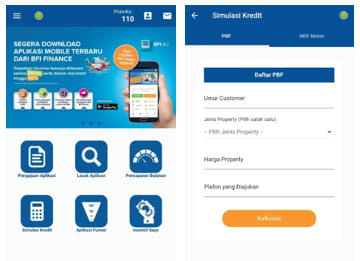 Poin-Ku :
110
SEGERA DOWNLOAD
APLIKASI MOBILE TERBARU
DARI BFI FINANCE
BFI-Ku
Pengajuan Aplikasi
Lacak Aplikasi
Pencapaian Bulanan
Simulasi Kredit
Aplikasi Funnel
Insentif Saya
Simulasi Kredit
PBF
NDF Motor
Daftar PBF
Umur Customer
Jenis Property (Pilih salah satu)
-- Pilih Jenis Property --
Harga Property
Plafon yang Diajukan
Kalkulasi